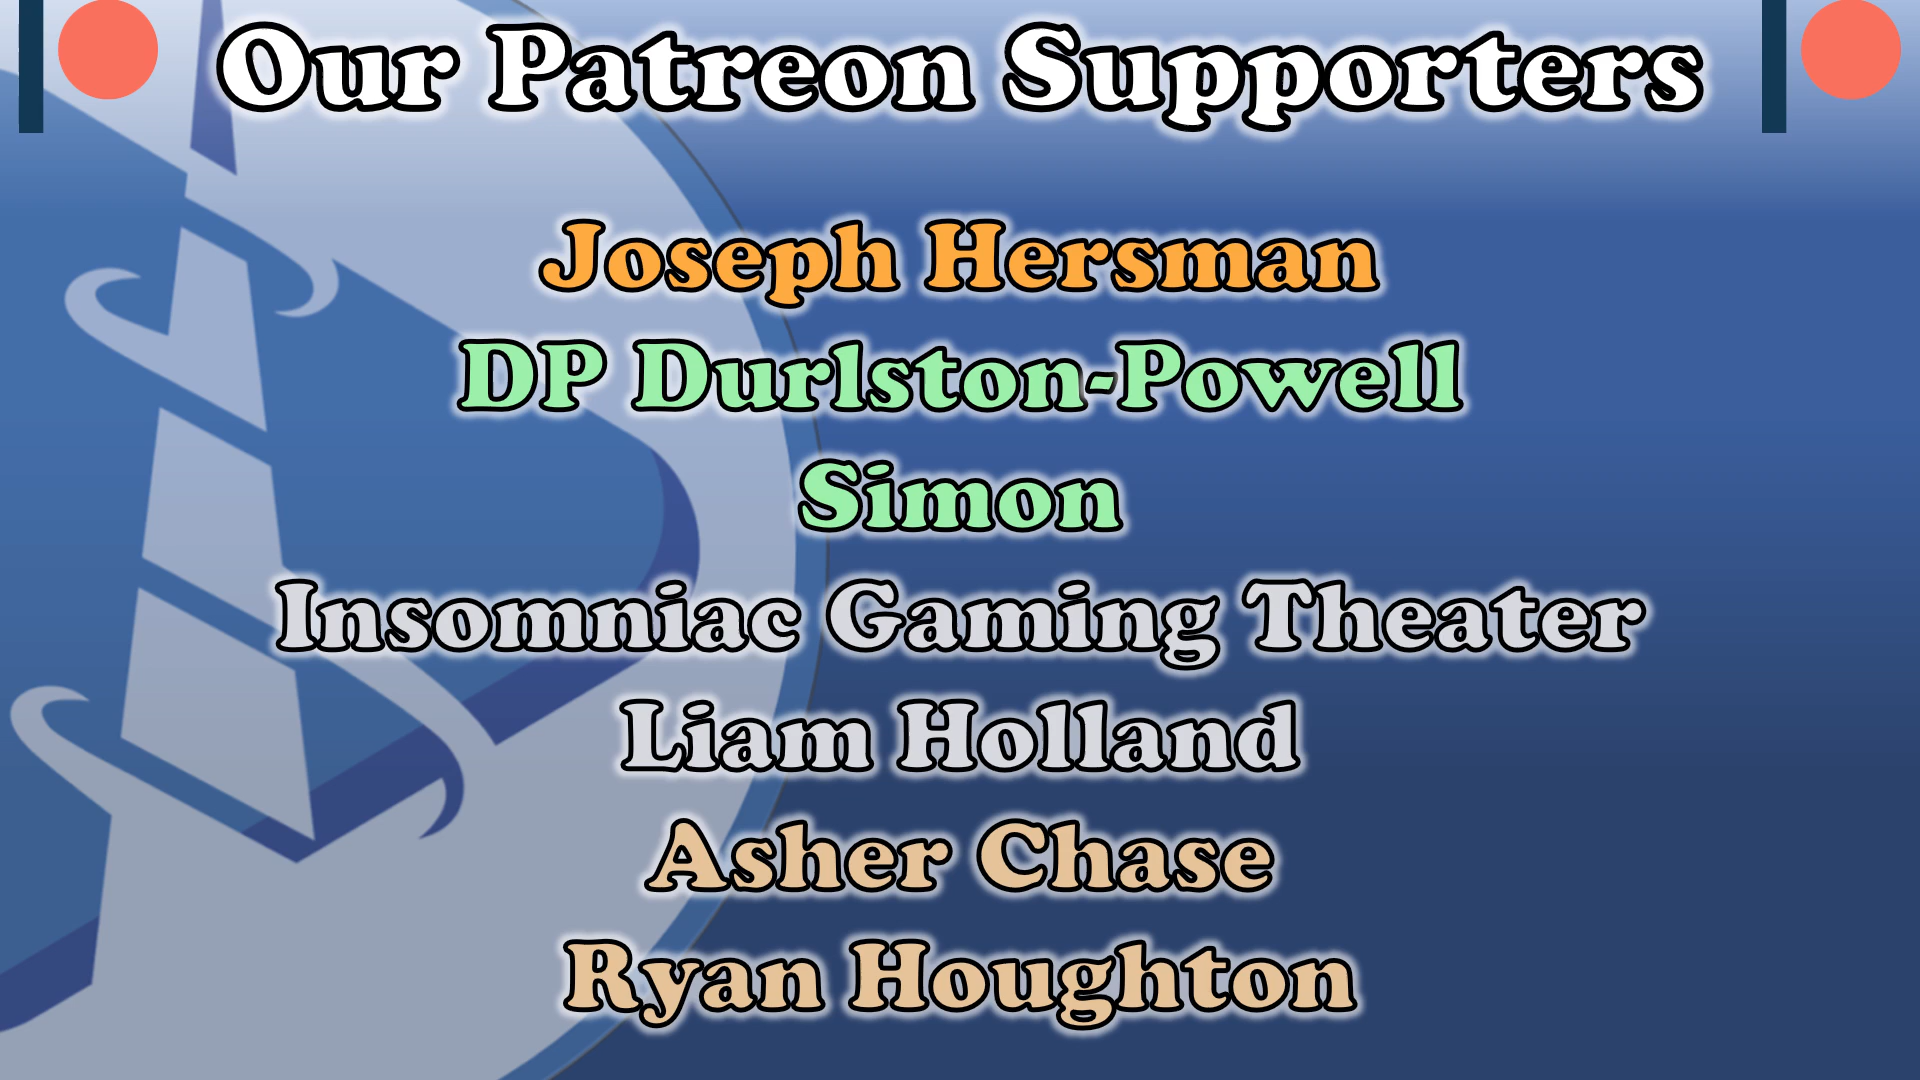 Our Patreon Supporters
Joseph Hersman
DP Durlston-Powell
Simon
Insomniac Gaming Theater
Liam Holland
Asher Chase
Ryan Houghton